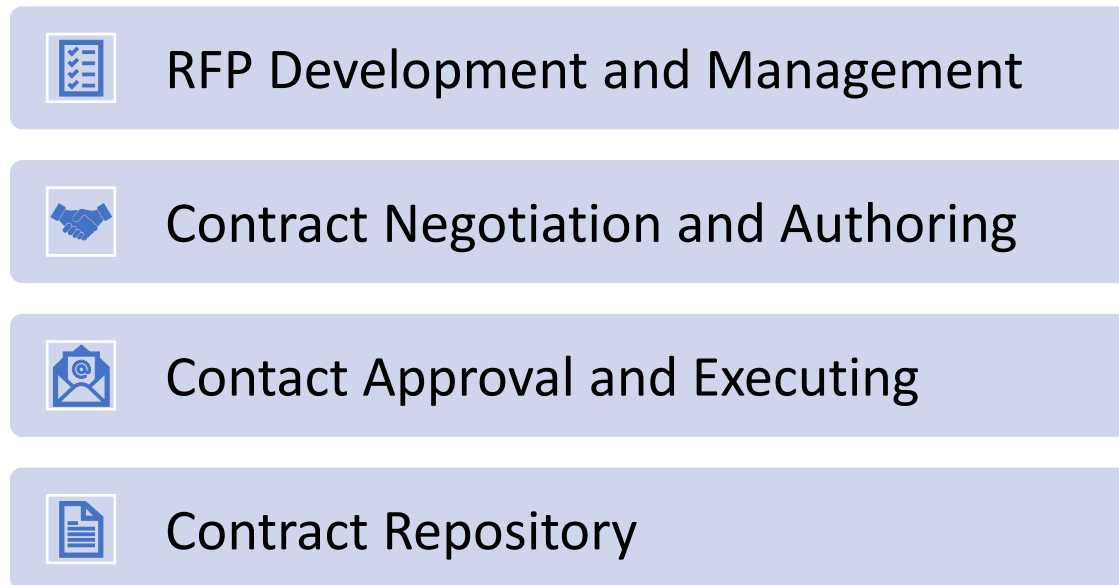 RFP Development and Management
Contract Negotiation and Authoring
Contact Approval and Executing
Contract Repository